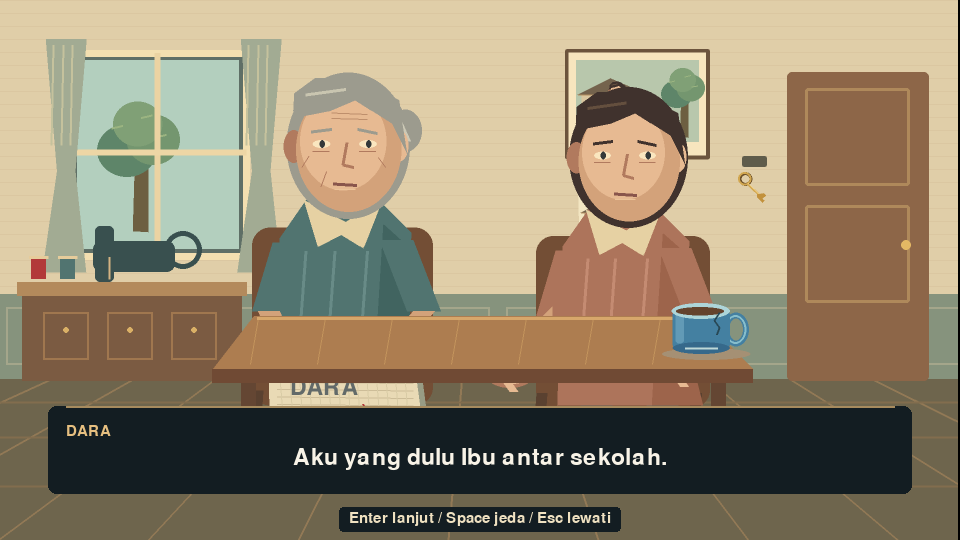 DARA
DARA
Aku yang dulu Ibu antar sekolah.
Enter lanjut / Space jeda / Esc lewati